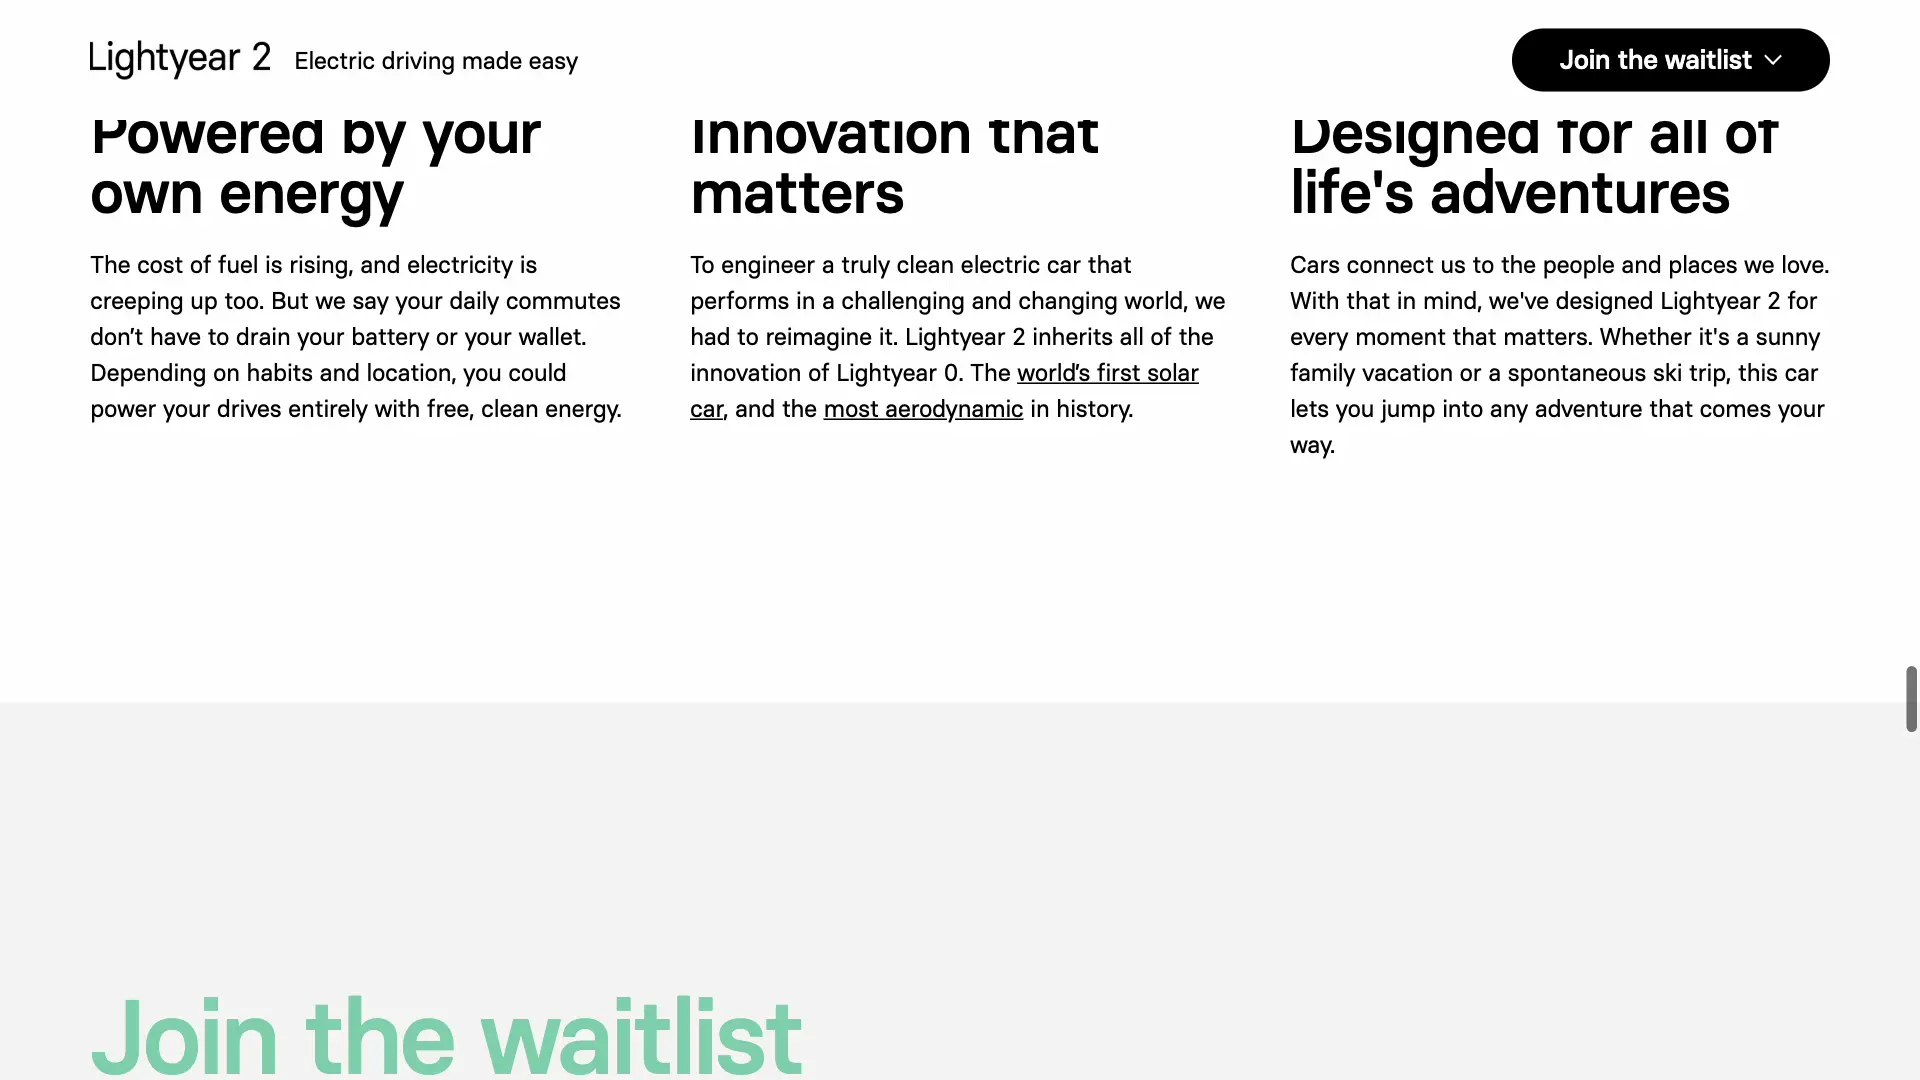 Lightyear 2 Electric driving made easy
Join the waitlist
Powered by your
own energy
The cost of fuel is rising, and electricity is
creeping up too. But we say your daily commutes
don’t have to drain your battery or your wallet.
Depending on habits and location, you could
power your drives entirely with free, clean energy.
Innovation that
matters
To engineer a truly clean electric car that
performs in a challenging and changing world, we
had to reimagine it. Lightyear 2 inherits all of the
innovation of Lightyear 0. The world’s first solar
car, and the most aerodynamic in history.
Designed for all of
life's adventures
Cars connect us to the people and places we love.
With that in mind, we've designed Lightyear 2 for
every moment that matters. Whether it's a sunny
family vacation or a spontaneous ski trip, this car
lets you jump into any adventure that comes your
way.
Join the waitlist